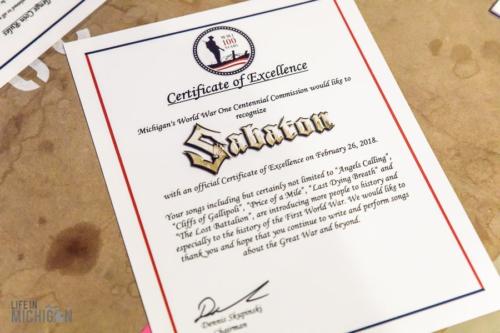 WWI
100
YEARS
Certificate of Excellence
Michigan's World War One Centennial Commission would like to
recognize
Sabaton
with an official Certificate of Excellence on February 26, 2018.
Your songs including but certainly not limited to "Angels Calling",
"Cliffs of Gallipoli", "Price of a Mile", "Last Dying Breath" and
"The Lost Battalion", are introducing more people to history and
especially to the history of the First World War. We would like to
thank you and hope that you continue to write and perform songs
about the Great War and beyond.
Dennis Skupinski
Chairman
LIFE IN
MICHIGAN